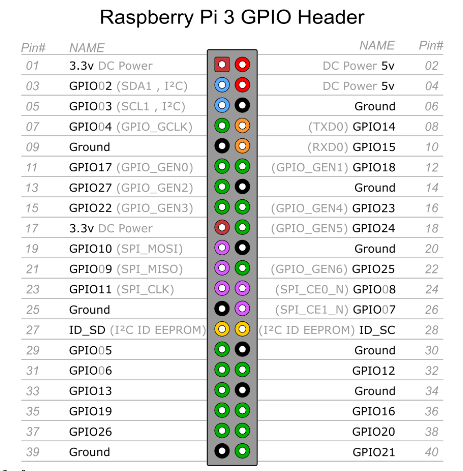 Raspberry Pi 3 GPIO Header
Pin# NAME NAME Pin#
01 3.3v DC Power DC Power 5v 02
03 GPIO02 (SDA1 , I²C) DC Power 5v 04
05 GPIO03 (SCL1 , I²C) Ground 06
07 GPIO04 (GPIO_GCLK) (TXD0) GPIO14 08
09 Ground (RXD0) GPIO15 10
11 GPIO17 (GPIO_GEN0) (GPIO_GEN1) GPIO18 12
13 GPIO27 (GPIO_GEN2) Ground 14
15 GPIO22 (GPIO_GEN3) (GPIO_GEN4) GPIO23 16
17 3.3v DC Power (GPIO_GEN5) GPIO24 18
19 GPIO10 (SPI_MOSI) Ground 20
21 GPIO09 (SPI_MISO) (GPIO_GEN6) GPIO25 22
23 GPIO11 (SPI_CLK) (SPI_CE0_N) GPIO08 24
25 Ground (SPI_CE1_N) GPIO07 26
27 ID_SD (I²C ID EEPROM) (I²C ID EEPROM) ID_SC 28
29 GPIO05 Ground 30
31 GPIO06 GPIO12 32
33 GPIO13 Ground 34
35 GPIO19 GPIO16 36
37 GPIO26 GPIO20 38
39 Ground GPIO21 40